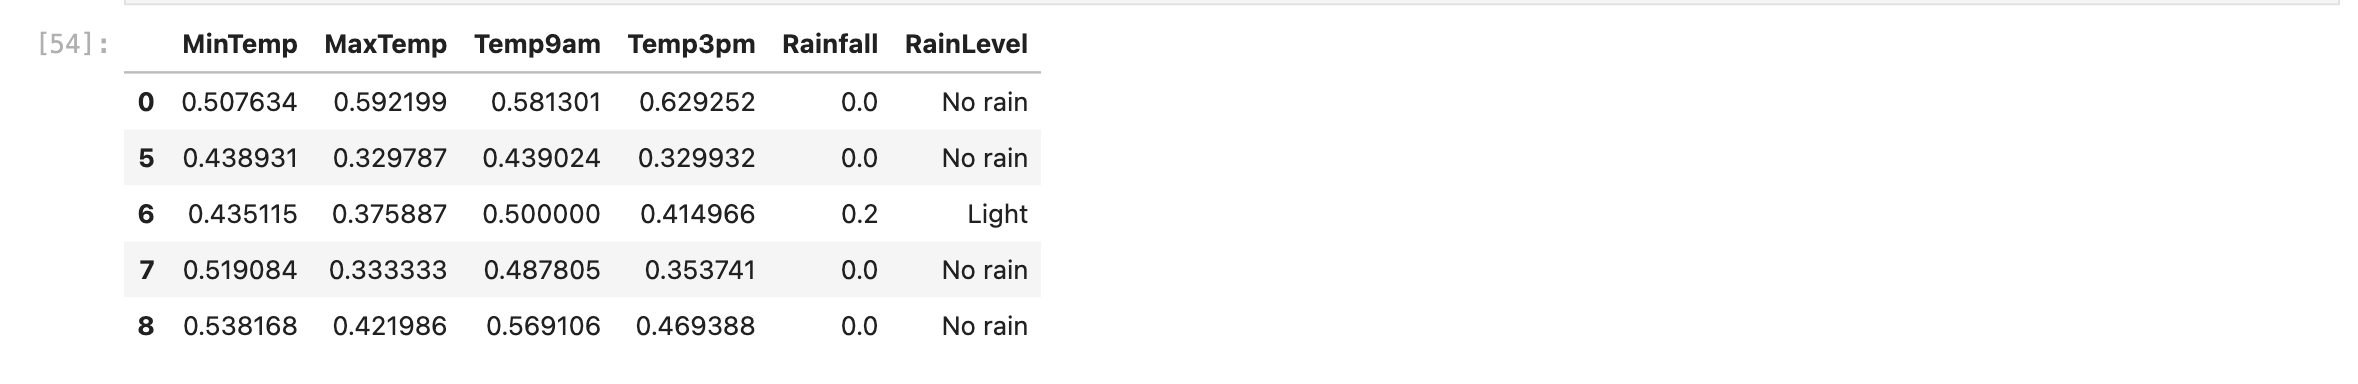 [54]: MinTemp MaxTemp Temp9am Temp3pm Rainfall RainLevel
0 0.507634 0.592199 0.581301 0.629252 0.0 No rain
5 0.438931 0.329787 0.439024 0.329932 0.0 No rain
6 0.435115 0.375887 0.500000 0.414966 0.2 Light
7 0.519084 0.333333 0.487805 0.353741 0.0 No rain
8 0.538168 0.421986 0.569106 0.469388 0.0 No rain